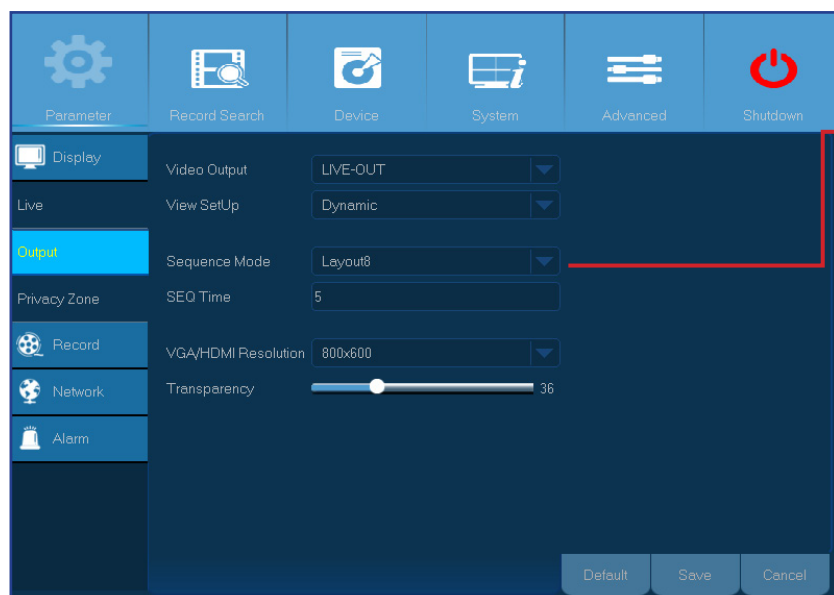 Parameter
Record Search
Device
System
Advanced
Shutdown
Display
Live
Output
Privacy Zone
Record
Network
Alarm
Video Output LIVE-OUT
View SetUp Dynamic
Sequence Mode Layout8
SEQ Time 5
VGA/HDMI Resolution 800x600
Transparency 36
Default Save Cancel